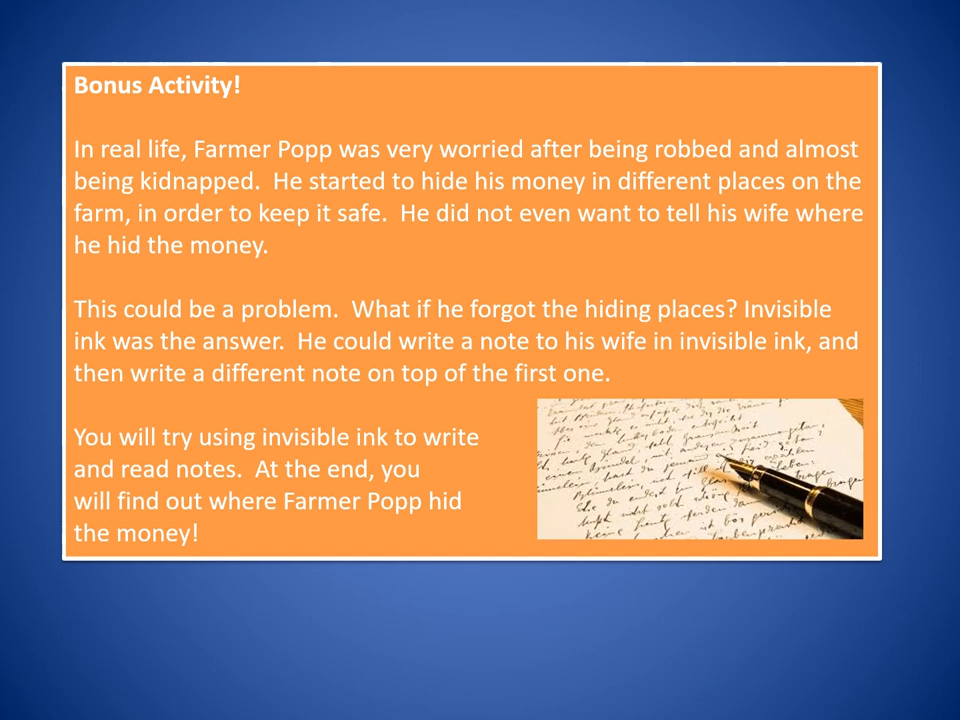 Bonus Activity!
In real life, Farmer Popp was very worried after being robbed and almost
being kidnapped.  He started to hide his money in different places on the
farm, in order to keep it safe.  He did not even want to tell his wife where
he hid the money.
This could be a problem.  What if he forgot the hiding places? Invisible
ink was the answer.  He could write a note to his wife in invisible ink, and
then write a different note on top of the first one.
You will try using invisible ink to write
and read notes.  At the end, you
will find out where Farmer Popp hid
the money!